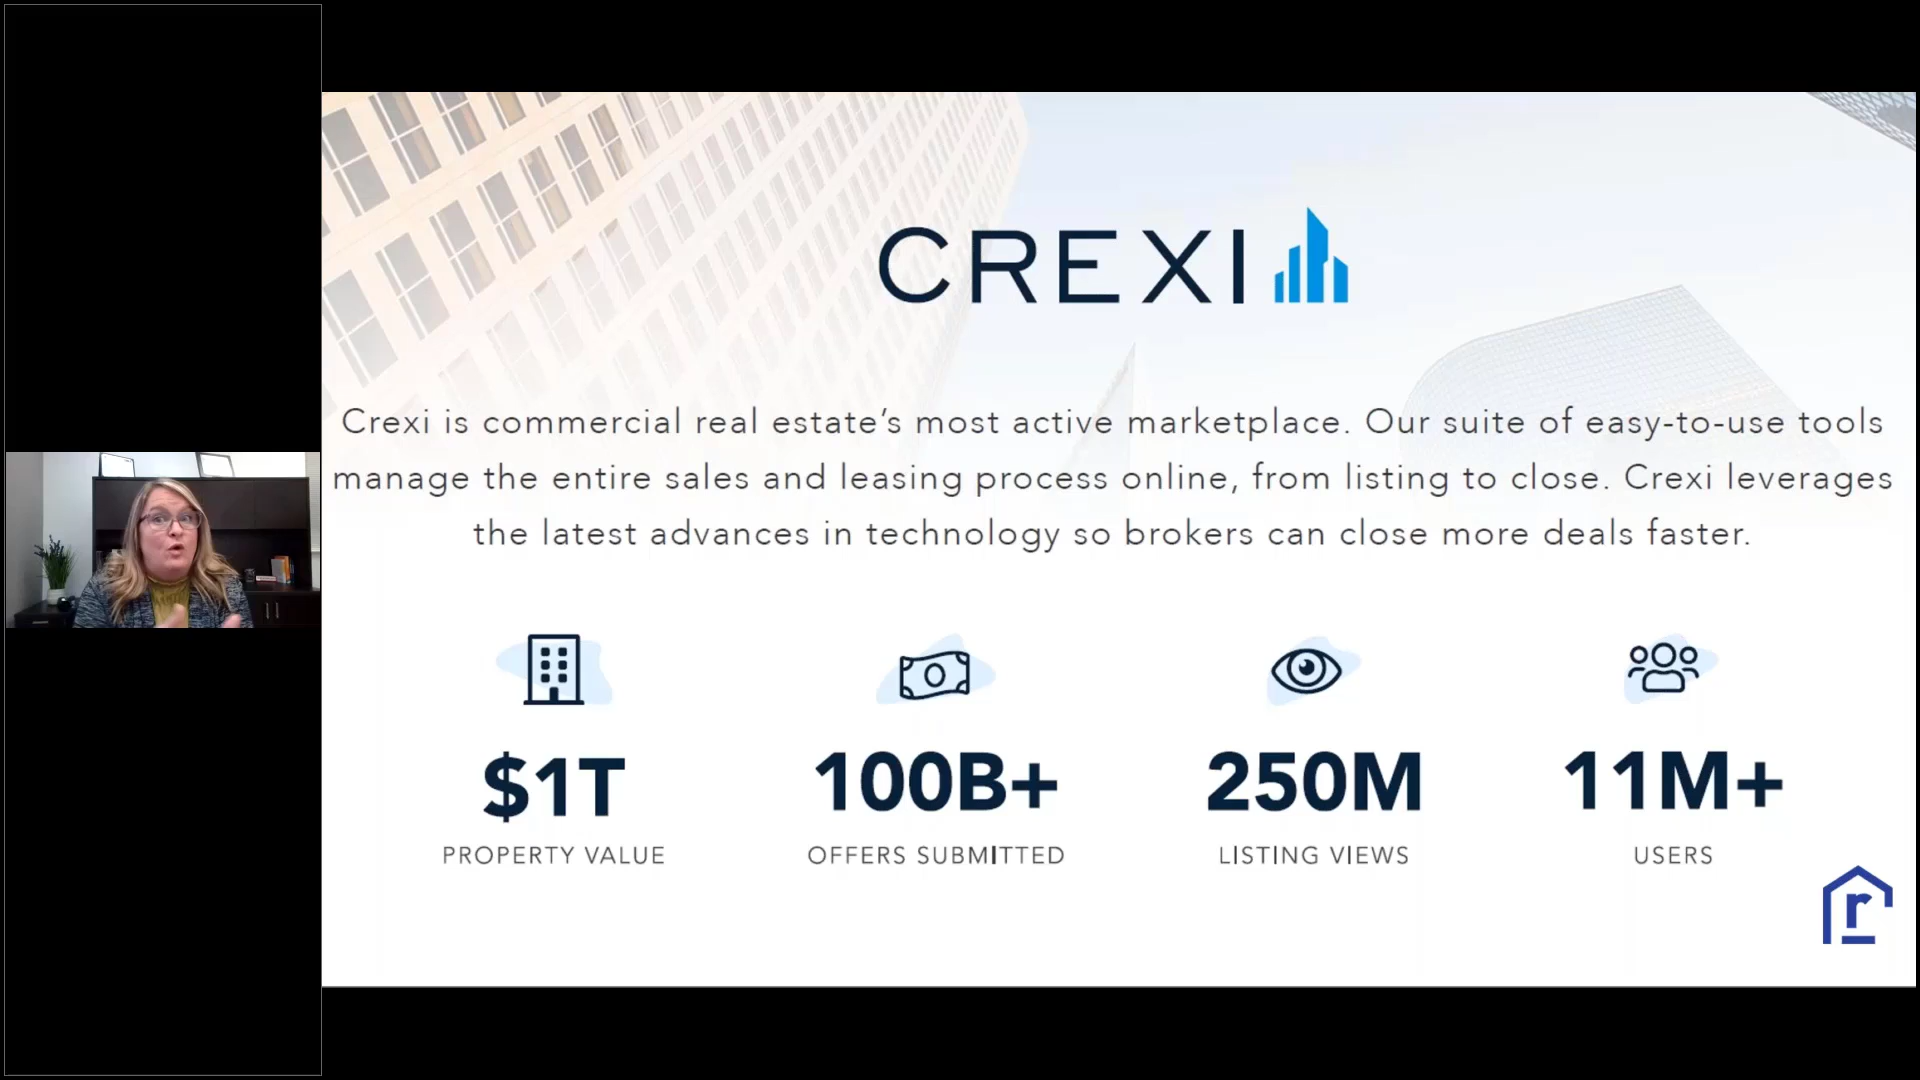 CREXI
Crexi is commercial real estate’s most active marketplace. Our suite of easy-to-use tools
manage the entire sales and leasing process online, from listing to close. Crexi leverages
the latest advances in technology so brokers can close more deals faster.
$1T
PROPERTY VALUE
100B+
OFFERS SUBMITTED
250M
LISTING VIEWS
11M+
USERS
r